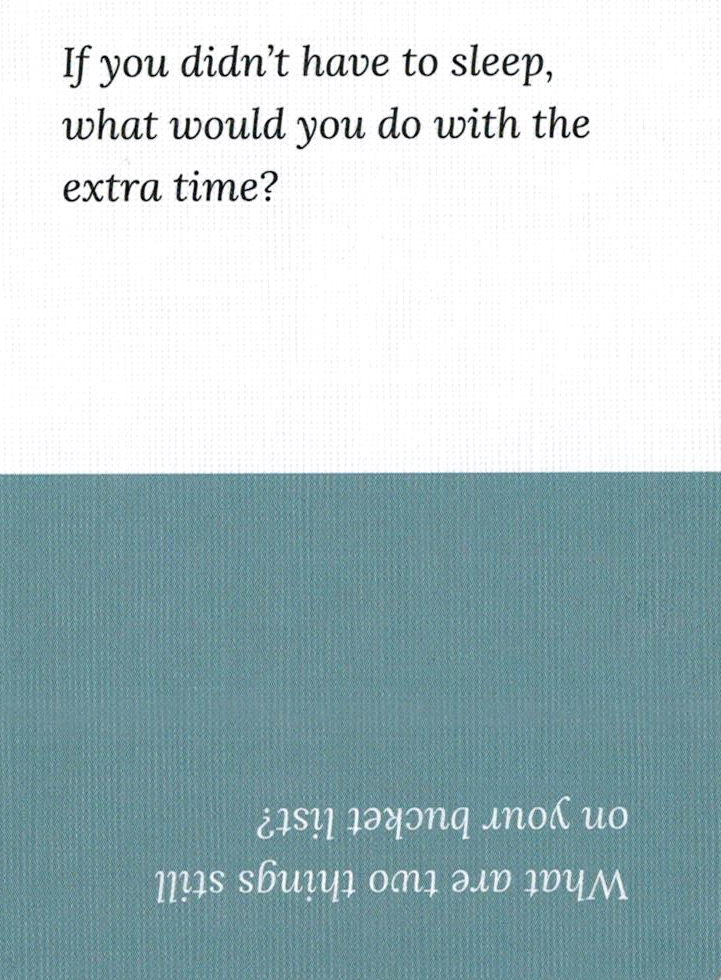 If you didn’t have to sleep,
what would you do with the
extra time?
What are two things still
on your bucket list?